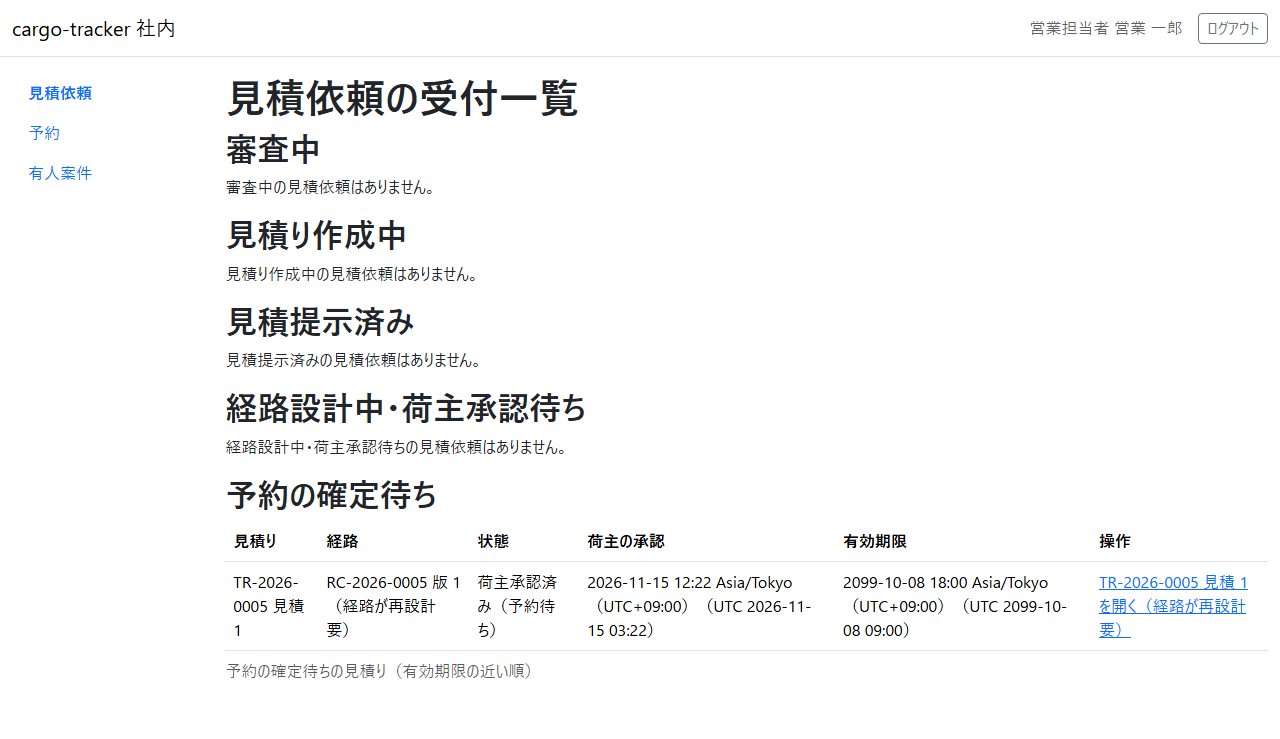 cargo-tracker 社内
営業担当者 営業 一郎
ログアウト
見積依頼
予約
有人案件
見積依頼の受付一覧
審査中
審査中の見積依頼はありません。
見積り作成中
見積り作成中の見積依頼はありません。
見積提示済み
見積提示済みの見積依頼はありません。
経路設計中・荷主承認待ち
経路設計中・荷主承認待ちの見積依頼はありません。
予約の確定待ち
見積り 経路 状態 荷主の承認 有効期限 操作
TR-2026- RC-2026-0005 版 1 荷主承認済 2026-11-15 12:22 Asia/Tokyo 2099-10-08 18:00 Asia/Tokyo TR-2026-0005 見積 1
0005 見積 （経路が再設計 み（予約待 （UTC+09:00）（UTC 2026-11- （UTC+09:00）（UTC 2099-10- を開く（経路が再設計
1 要） ち） 15 03:22） 08 09:00） 要）
予約の確定待ちの見積り（有効期限の近い順）